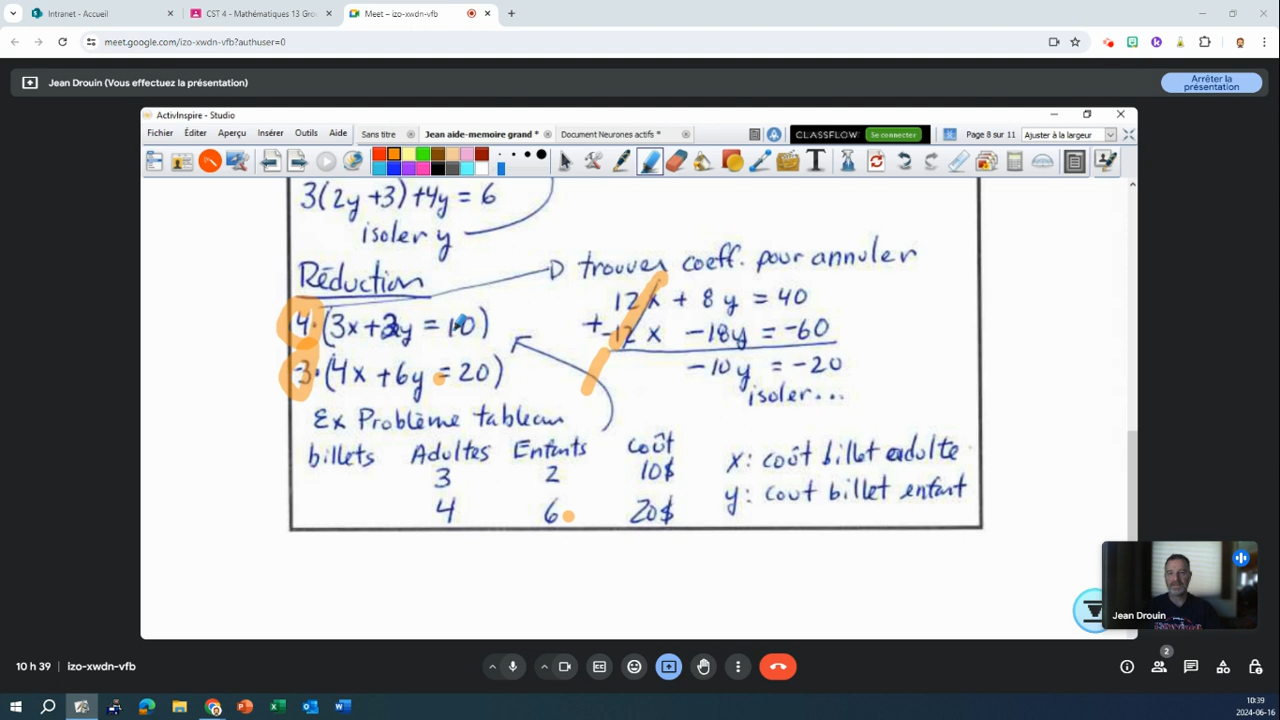 Intranet - Accueil
CST 4 - Mathématiques 13 Gro
Meet – izo-xwdn-vfb
meet.google.com/izo-xwdn-vfb?authuser=0
Jean Drouin (Vous effectuez la présentation)
Arrêter la présentation
ActivInspire - Studio
Fichier Éditer Aperçu Insérer Outils Aide
Sans titre
Jean aide-memoire grand *
Document Neurones actifs *
CLASSFLOW Se connecter
Page 8 sur 11
Ajuster à la largeur
3(2y+3)+4y = 6
isoler y
Réduction
trouver coeff. pour annuler
4·(3x+2y = 10)
3·(4x+6y = 20)
12x + 8y = 40
+ -12x -18y = -60
-10y = -20
isoler...
Ex Problème tableau
billets Adultes Enfants coût
3 2 10$
4 6 20$
x: coût billet adulte
y: cout billet enfant
Jean Drouin
10 h 39 izo-xwdn-vfb
2
10:39
2024-06-16